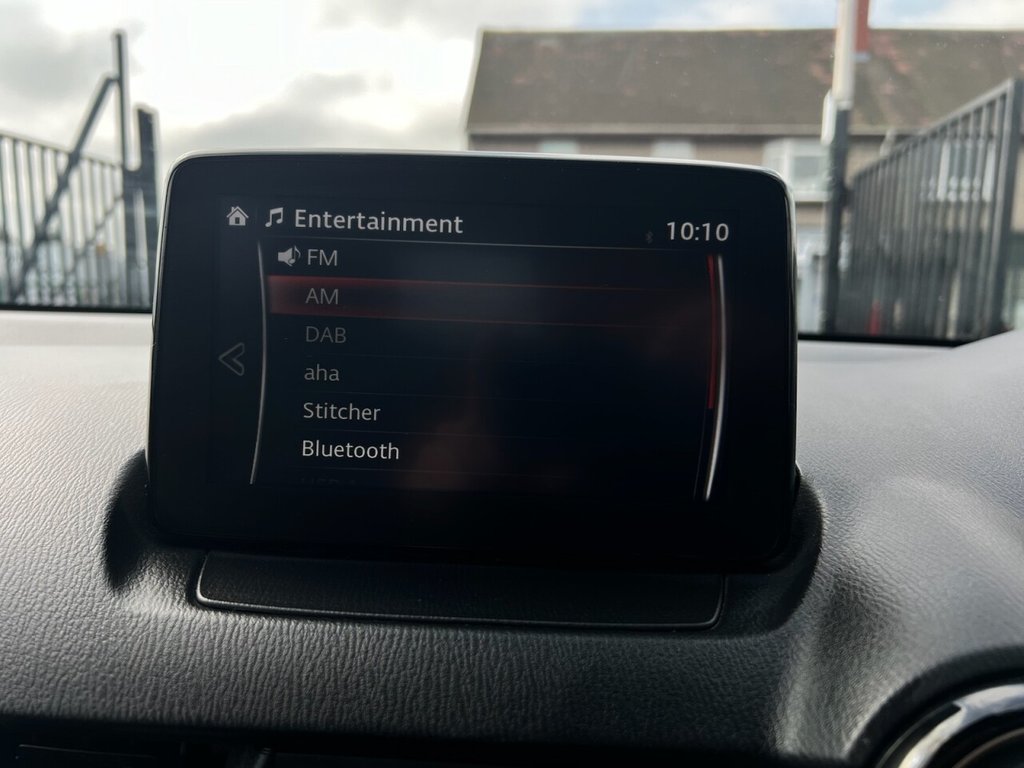 Entertainment 10:10
FM
AM
DAB
aha
Stitcher
Bluetooth